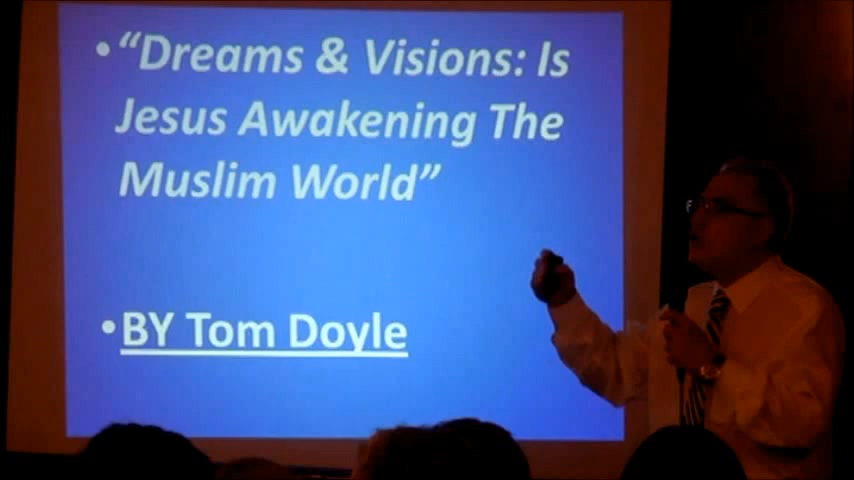 • “Dreams & Visions: Is
Jesus Awakening The
Muslim World”
• BY Tom Doyle